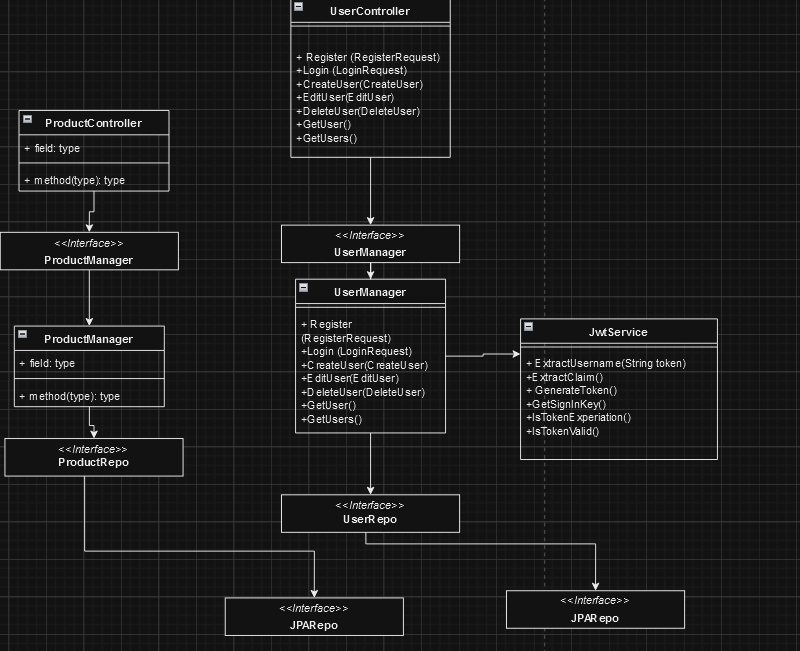 UserController
+ Register (RegisterRequest)
+Login (LoginRequest)
+CreateUser(CreateUser)
+EditUser(EditUser)
+DeleteUser(DeleteUser)
+GetUser()
+GetUsers()
ProductController
+ field: type
+ method(type): type
<<Interface>>
ProductManager
<<Interface>>
UserManager
ProductManager
+ field: type
+ method(type): type
UserManager
+ Register
(RegisterRequest)
+Login (LoginRequest)
+CreateUser(CreateUser)
+EditUser(EditUser)
+DeleteUser(DeleteUser)
+GetUser()
+GetUsers()
JwtService
+ ExtractUsername(String token)
+ExtractClaim()
+ GenerateToken()
+GetSignInKey()
+IsTokenExperiation()
+IsTokenValid()
<<Interface>>
ProductRepo
<<Interface>>
UserRepo
<<Interface>>
JPARepo
<<Interface>>
JPARepo